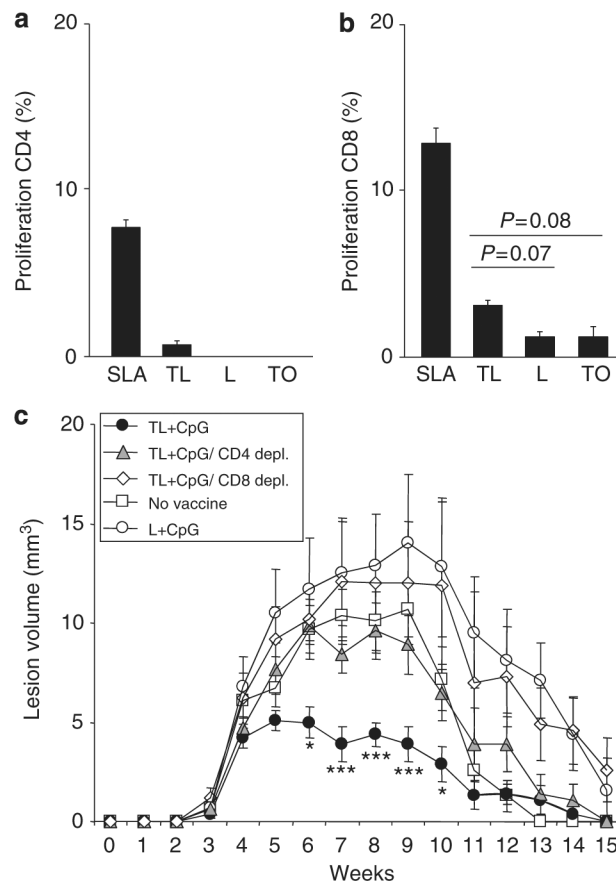 a
20
10
0
Proliferation CD4 (%)
SLA TL L TO
b
20
10
0
Proliferation CD8 (%)
P=0.08
P=0.07
SLA TL L TO
c
TL+CpG
TL+CpG/ CD4 depl.
TL+CpG/ CD8 depl.
No vaccine
L+CpG
20
15
10
5
0
Lesion volume (mm³)
* *** *** *** *
0 1 2 3 4 5 6 7 8 9 10 11 12 13 14 15
Weeks